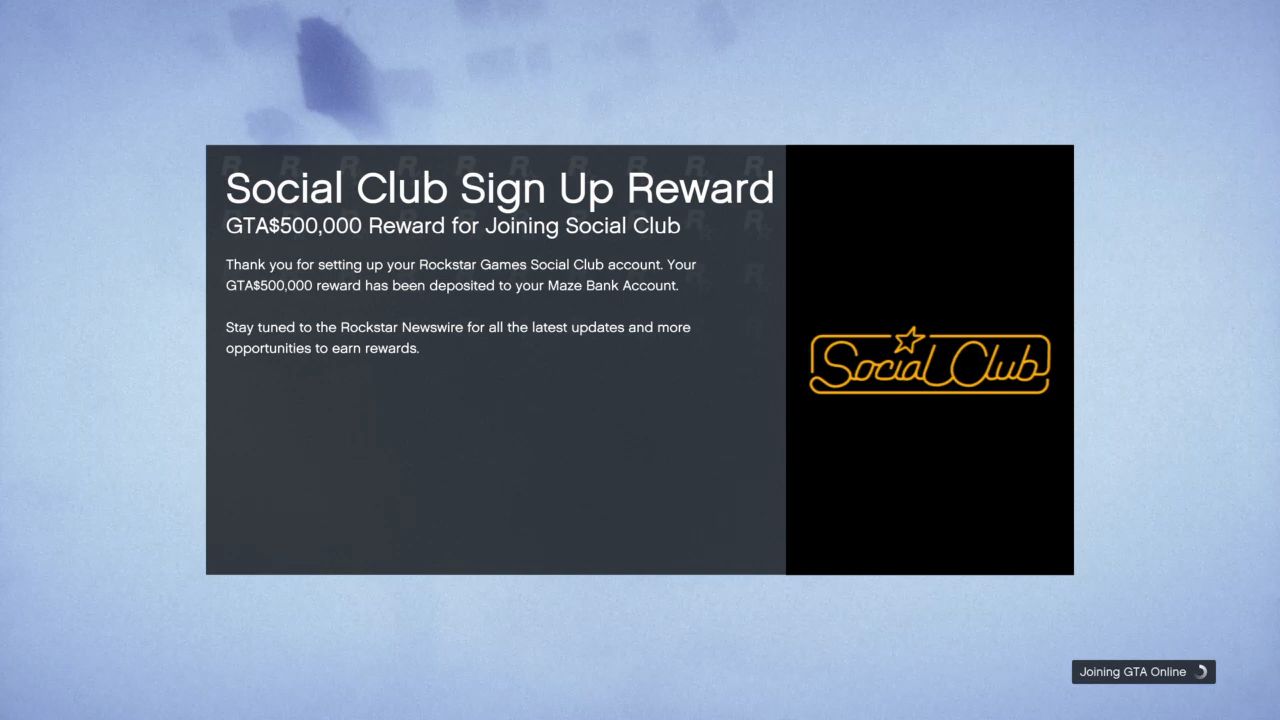 Social Club Sign Up Reward
GTA$500,000 Reward for Joining Social Club
Thank you for setting up your Rockstar Games Social Club account. Your
GTA$500,000 reward has been deposited to your Maze Bank Account.
Stay tuned to the Rockstar Newswire for all the latest updates and more
opportunities to earn rewards.
Social Club
Joining GTA Online